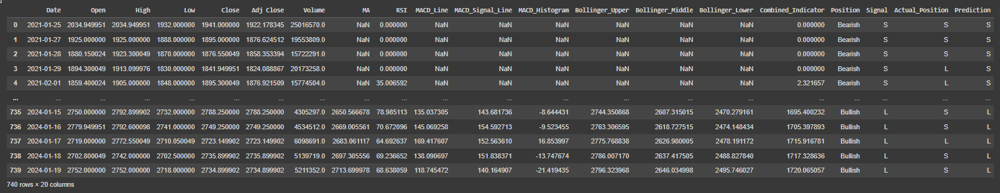 Date Open High Low Close Adj Close Volume MA RSI MACD_Line MACD_Signal_Line MACD_Histogram Bollinger_Upper Bollinger_Middle Bollinger_Lower Combined_Indicator Position Signal Actual_Position Prediction
0 2021-01-25 2034.949951 2034.949951 1932.000000 1941.000000 1922.178345 25016570.0 NaN 0.000000 NaN NaN NaN NaN NaN NaN 0.000000 Bearish S S S
1 2021-01-27 1925.000000 1925.000000 1888.000000 1895.000000 1876.624512 19553809.0 NaN 0.000000 NaN NaN NaN NaN NaN NaN 0.000000 Bearish S S S
2 2021-01-28 1880.150024 1923.300049 1870.000000 1876.550049 1858.353394 15722291.0 NaN 0.000000 NaN NaN NaN NaN NaN NaN 0.000000 Bearish S S S
3 2021-01-29 1894.300049 1913.099976 1830.000000 1841.949951 1824.088867 20173258.0 NaN 0.000000 NaN NaN NaN NaN NaN NaN 0.000000 Bearish S L S
4 2021-02-01 1859.400024 1905.000000 1848.000000 1895.300049 1876.921509 15774504.0 NaN 35.006592 NaN NaN NaN NaN NaN NaN 2.321657 Bearish S L S
... ... ... ... ... ... ... ... ... ... ... ... ... ... ... ... ... ... ... ... ...
735 2024-01-15 2750.000000 2792.899902 2732.000000 2788.250000 2788.250000 4305297.0 2650.566678 78.985113 135.037305 143.681736 -8.644431 2744.350868 2607.315015 2470.279161 1695.400232 Bullish L S L
736 2024-01-16 2779.949951 2792.600098 2741.000000 2749.250000 2749.250000 4534512.0 2669.005561 70.672096 145.069258 154.592713 -9.523455 2763.306595 2618.727515 2474.148434 1705.397893 Bullish L S L
737 2024-01-17 2719.000000 2772.550049 2710.050049 2723.149902 2723.149902 6098691.0 2683.061117 64.692637 169.417607 152.563610 16.853997 2775.768838 2626.980005 2478.191172 1715.916781 Bullish L L L
738 2024-01-18 2702.800049 2742.000000 2702.500000 2735.899902 2735.899902 5139719.0 2697.305556 69.236652 138.090697 151.838371 -13.747674 2786.007170 2637.417505 2488.827840 1717.328636 Bullish L S L
739 2024-01-19 2752.000000 2752.000000 2718.000000 2734.899902 2734.899902 5211352.0 2713.699978 68.638059 118.745472 140.164907 -21.419435 2796.323968 2646.034998 2495.746027 1720.065057 Bullish L S L
740 rows × 20 columns